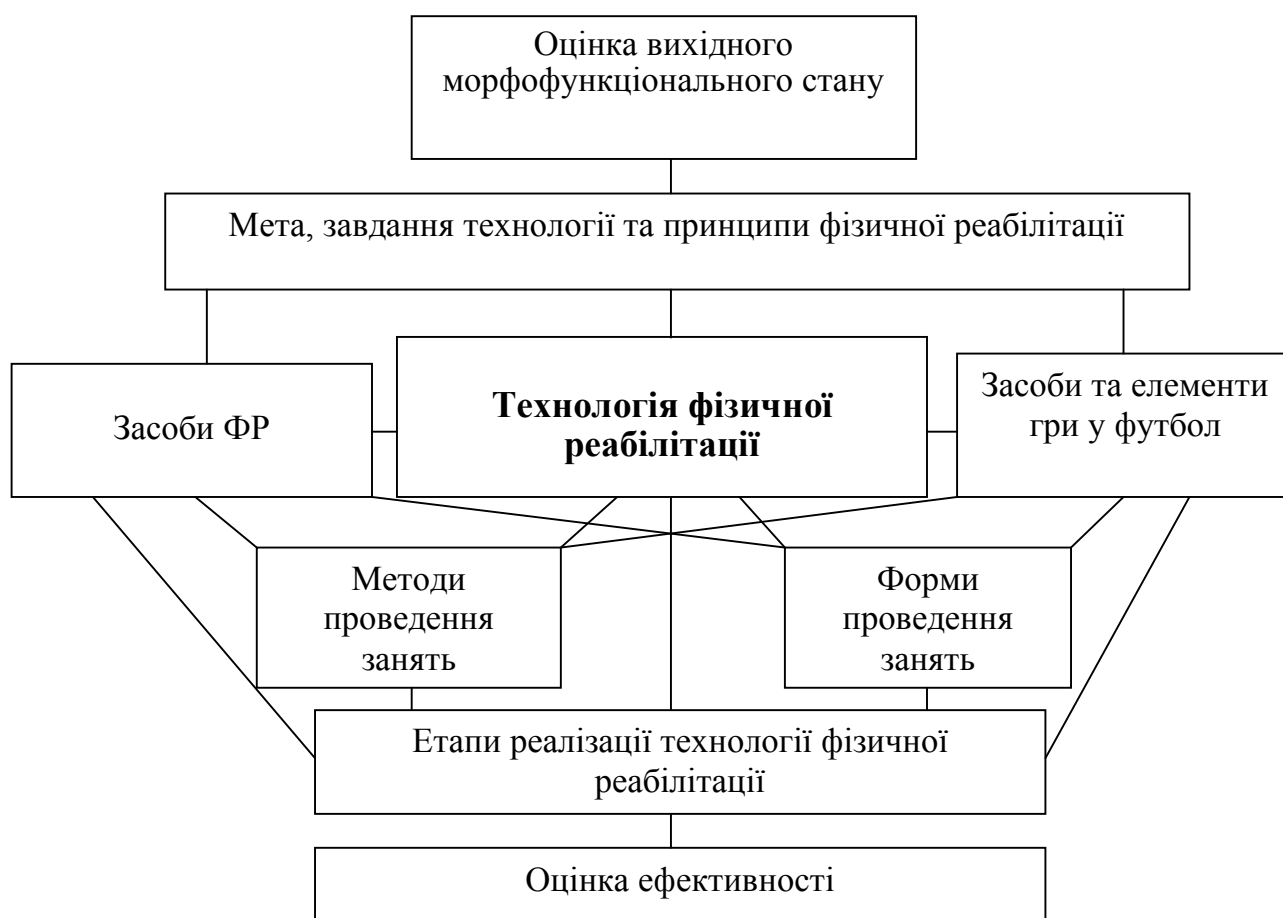 Оцінка вихідного
морфофункціонального стану
Мета, завдання технології та принципи фізичної реабілітації
Засоби ФР
Технологія фізичної
реабілітації
Засоби та елементи
гри у футбол
Методи
проведення
занять
Форми
проведення
занять
Етапи реалізації технології фізичної
реабілітації
Оцінка ефективності